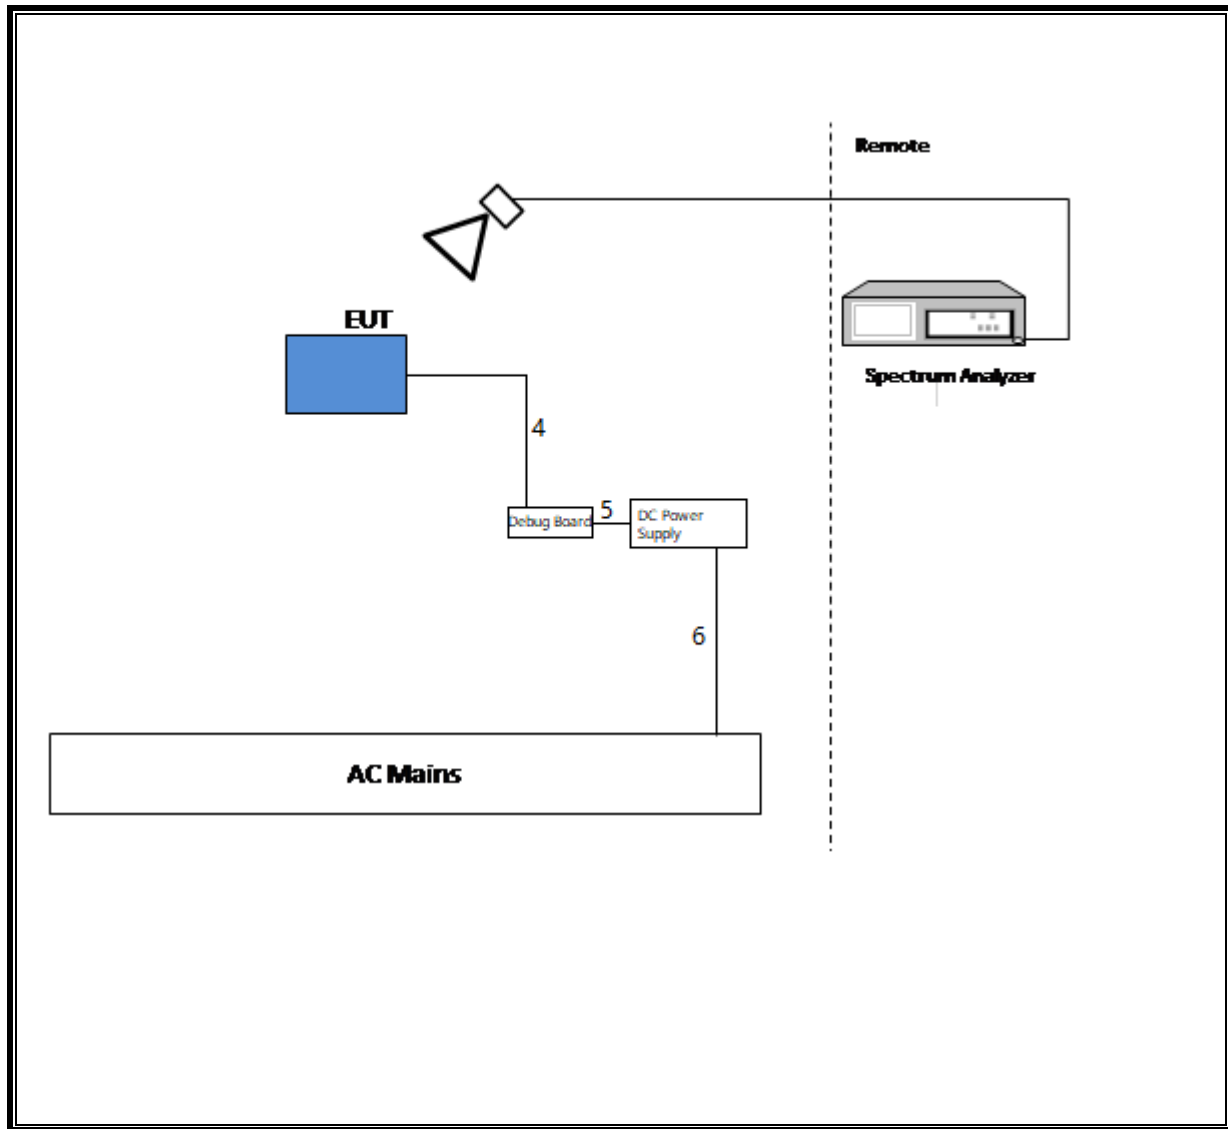 Remote
EUT
Spectrum Analyzer
4
5
Debug Board
DC Power
Supply
6
AC Mains